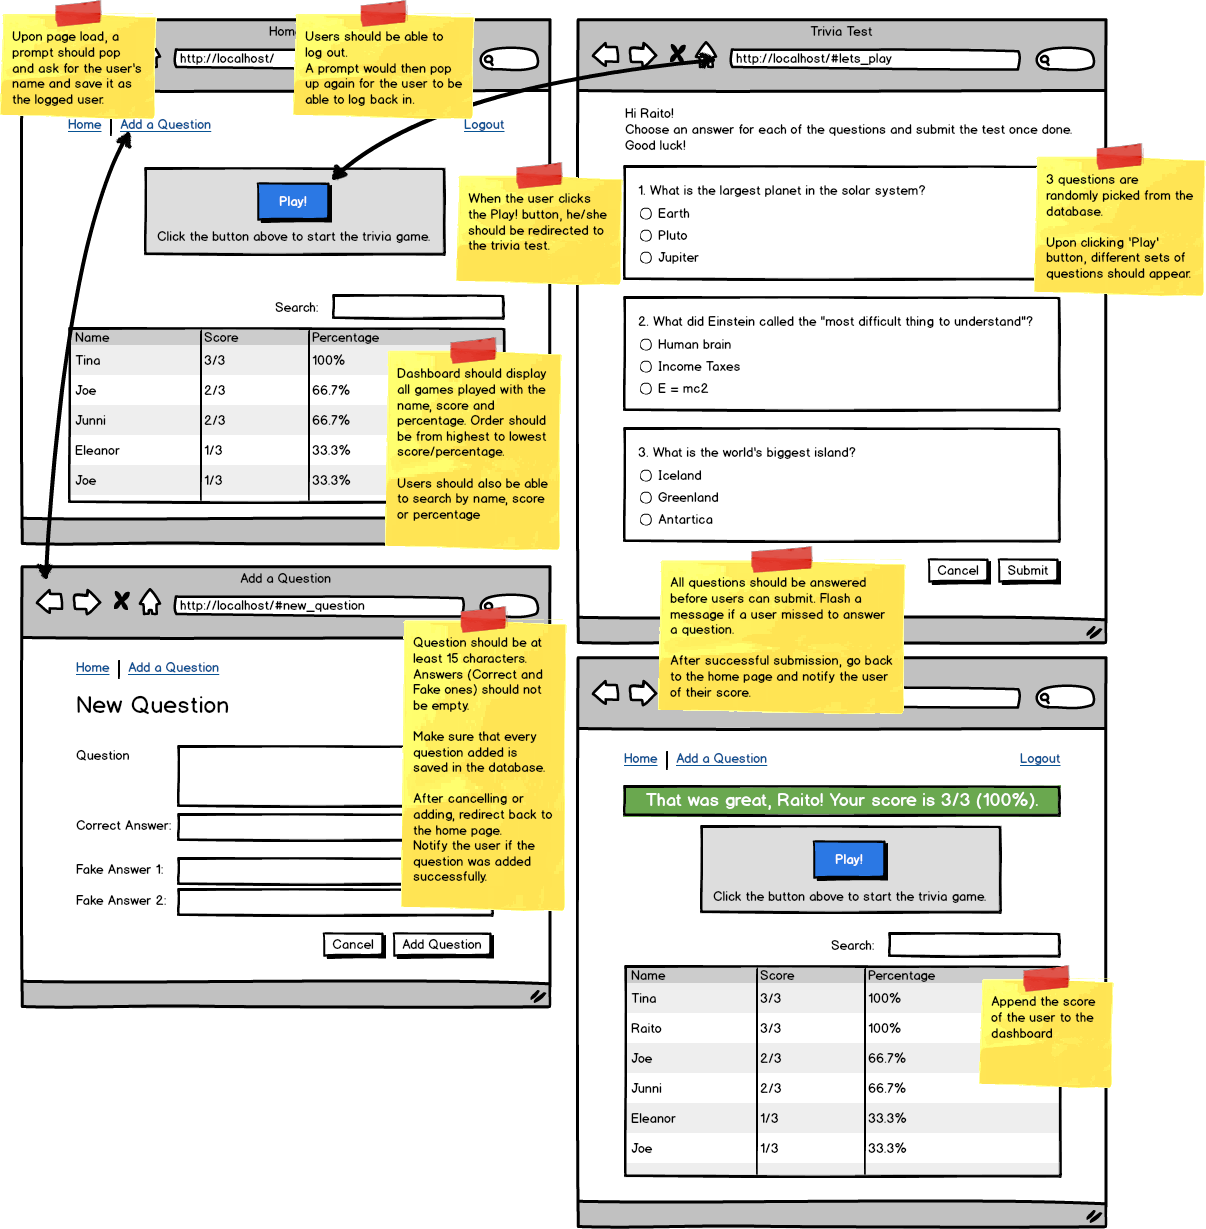 Upon page load, a
prompt should pop
and ask for the user's
name and save it as
the logged user.
Users should be able to
log out.
A prompt would then pop
up again for the user to be
able to log back in.
http://localhost/
Home
Add a Question
Logout
Play!
Click the button above to start the trivia game.
When the user clicks
the Play! button, he/she
should be redirected to
the trivia test.
Search:
Name Score Percentage
Tina 3/3 100%
Joe 2/3 66.7%
Junni 2/3 66.7%
Eleanor 1/3 33.3%
Joe 1/3 33.3%
Dashboard should display
all games played with the
name, score and
percentage. Order should
be from highest to lowest
score/percentage.
Users should also be able
to search by name, score
or percentage
Trivia Test
http://localhost/#lets_play
Hi Raito!
Choose an answer for each of the questions and submit the test once done.
Good luck!
1. What is the largest planet in the solar system?
Earth
Pluto
Jupiter
3 questions are
randomly picked from the
database.
Upon clicking 'Play'
button, different sets of
questions should appear.
2. What did Einstein called the "most difficult thing to understand"?
Human brain
Income Taxes
E = mc2
3. What is the world's biggest island?
Iceland
Greenland
Antartica
Cancel
Submit
All questions should be answered
before users can submit. Flash a
message if a user missed to answer
a question.
After successful submission, go back
to the home page and notify the user
of their score.
Add a Question
http://localhost/#new_question
Home
Add a Question
New Question
Question
Correct Answer:
Fake Answer 1:
Fake Answer 2:
Cancel
Add Question
Question should be at
least 15 characters.
Answers (Correct and
Fake ones) should not
be empty.
Make sure that every
question added is
saved in the database.
After cancelling or
adding, redirect back to
the home page.
Notify the user if the
question was added
successfully.
Home
Add a Question
Logout
That was great, Raito! Your score is 3/3 (100%).
Play!
Click the button above to start the trivia game.
Search:
Name Score Percentage
Tina 3/3 100%
Raito 3/3 100%
Joe 2/3 66.7%
Junni 2/3 66.7%
Eleanor 1/3 33.3%
Joe 1/3 33.3%
Append the score
of the user to the
dashboard